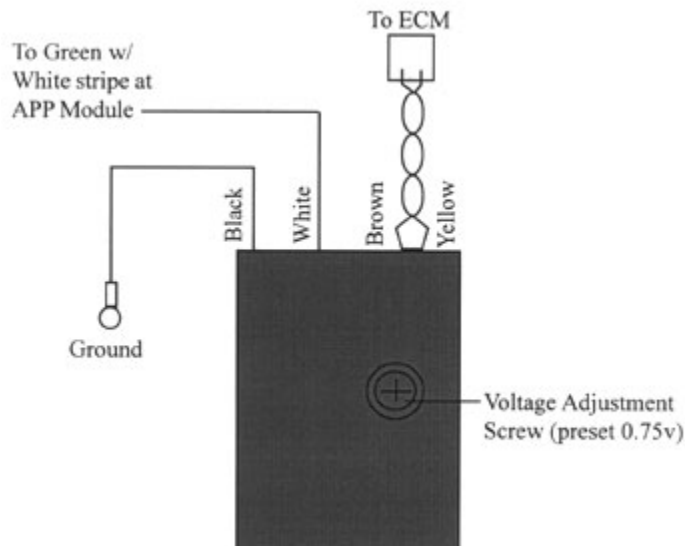 To ECM
To Green w/
White stripe at
APP Module
Black
White
Brown
Yellow
Ground
Voltage Adjustment
Screw (preset 0.75v)